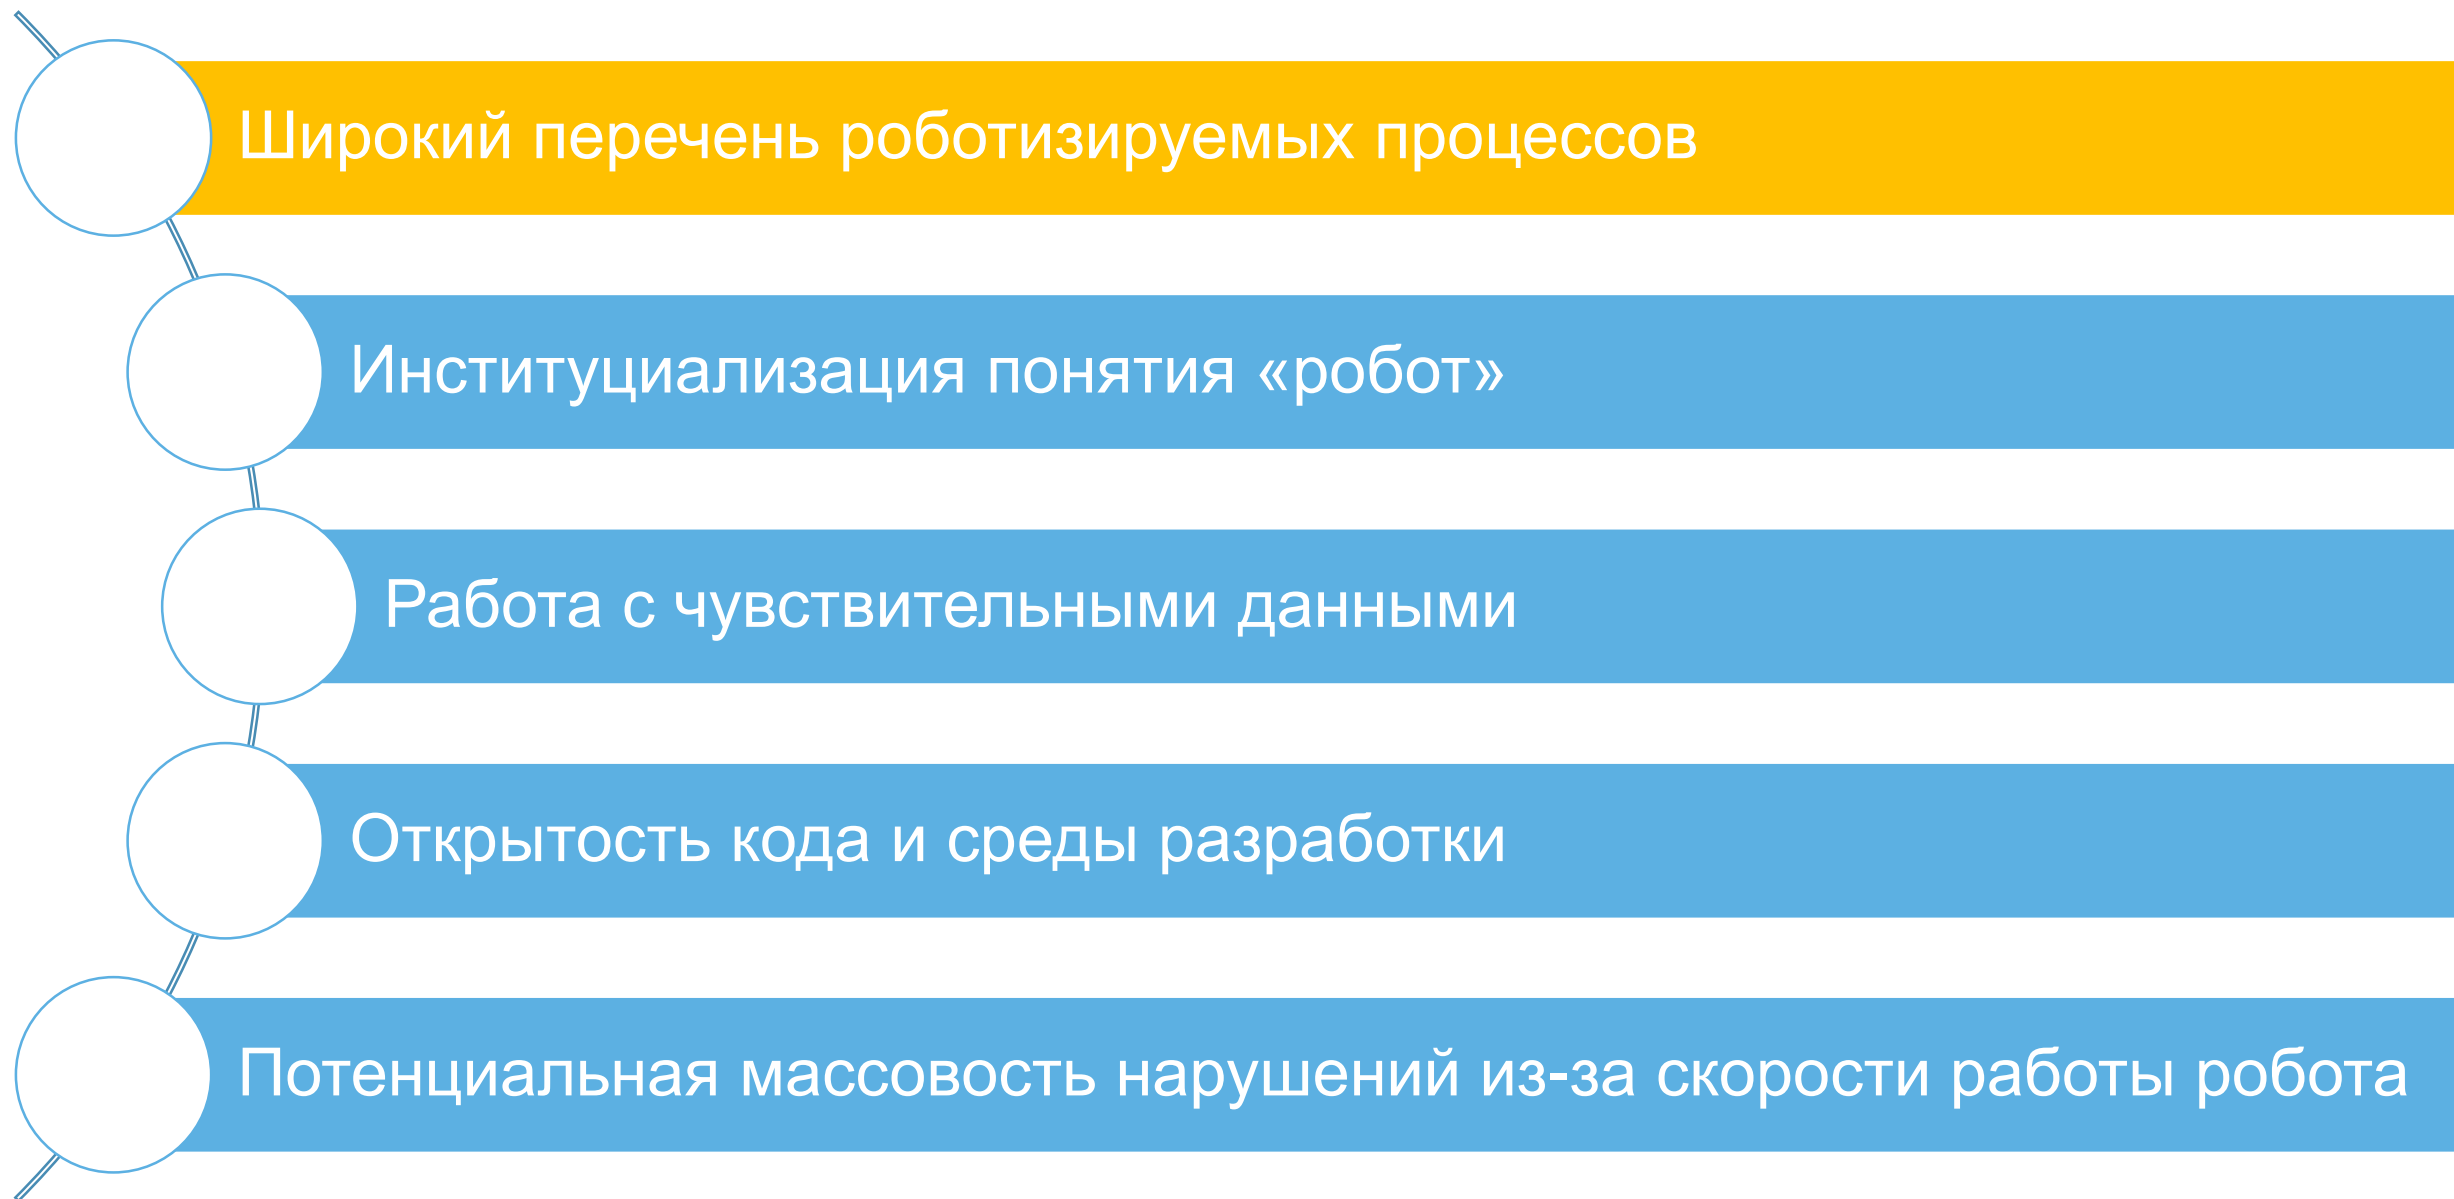 Широкий перечень роботизируемых процессов
Институциализация понятия «робот»
Работа с чувствительными данными
Открытость кода и среды разработки
Потенциальная массовость нарушений из-за скорости работы робота